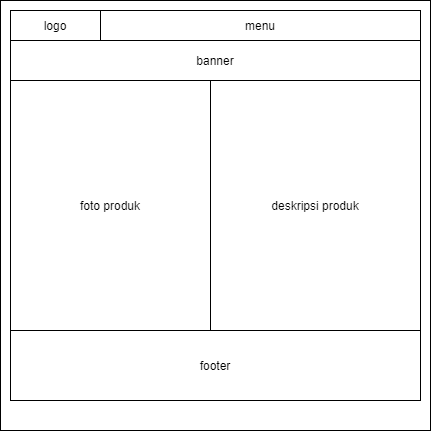 logo
menu
banner
foto produk
deskripsi produk
footer